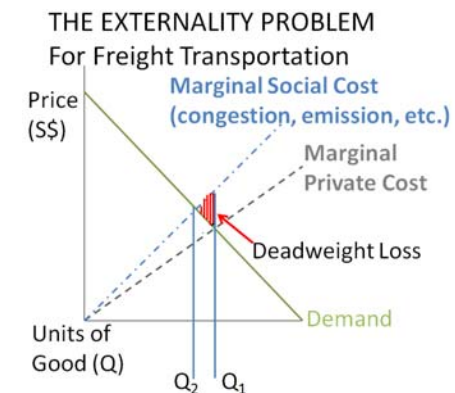 THE EXTERNALITY PROBLEM
For Freight Transportation
Marginal Social Cost
(congestion, emission, etc.)
Price
(S$)
Marginal
Private Cost
Deadweight Loss
Demand
Units of
Good (Q)
Q2 Q1